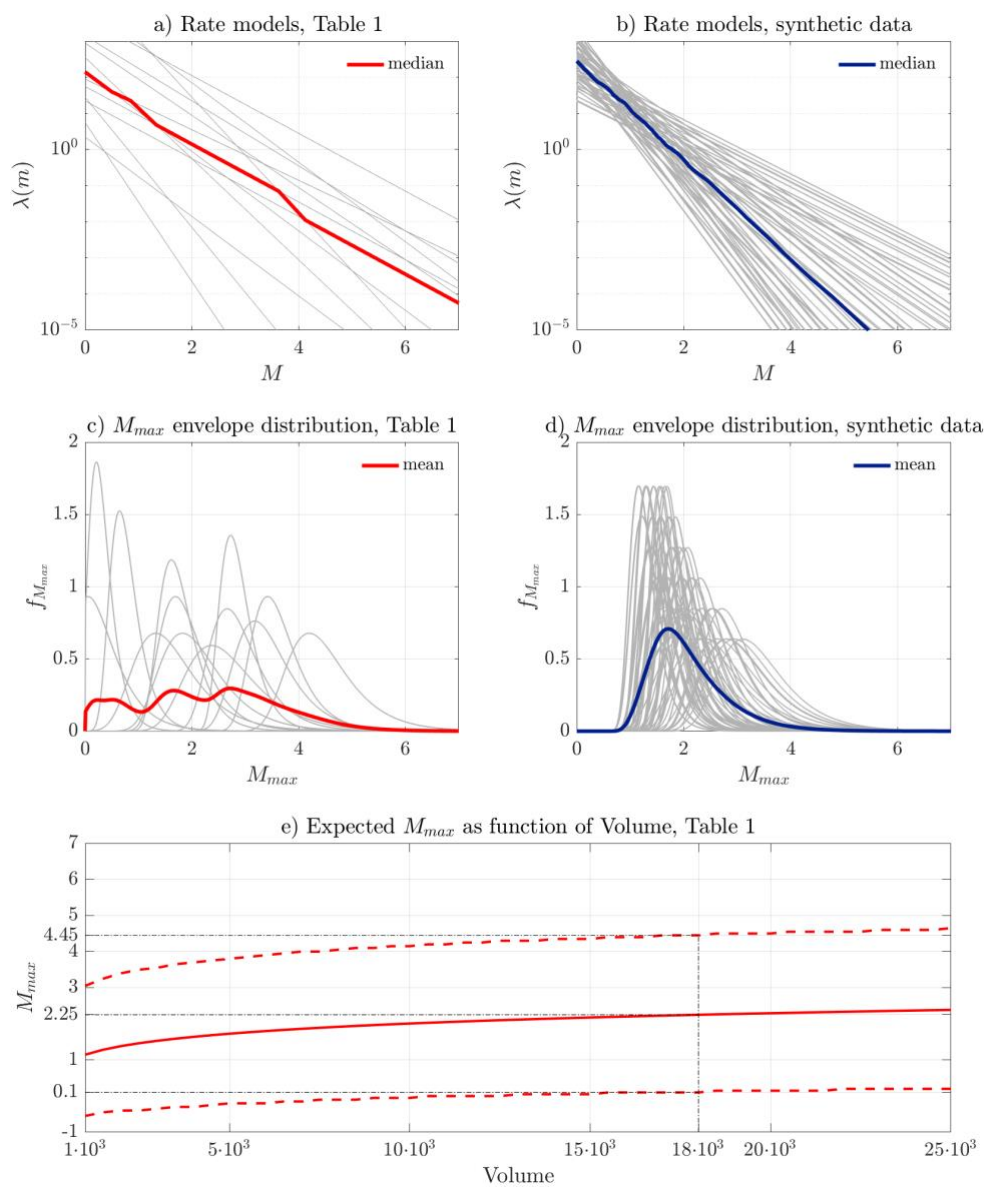 a) Rate models, Table 1
median
λ(m)
10^0
10^-5
0 2 4 6
M
b) Rate models, synthetic data
median
λ(m)
10^0
10^-5
0 2 4 6
M
c) M_max envelope distribution, Table 1
mean
f_{M_max}
2
1.5
1
0.5
0
0 2 4 6
M_max
d) M_max envelope distribution, synthetic data
mean
f_{M_max}
2
1.5
1
0.5
0
0 2 4 6
M_max
e) Expected M_max as function of Volume, Table 1
M_max
7
6
5
4.45
4
3
2.25
1
0.1
-1
1·10^3 5·10^3 10·10^3 15·10^3 18·10^3 20·10^3 25·10^3
Volume